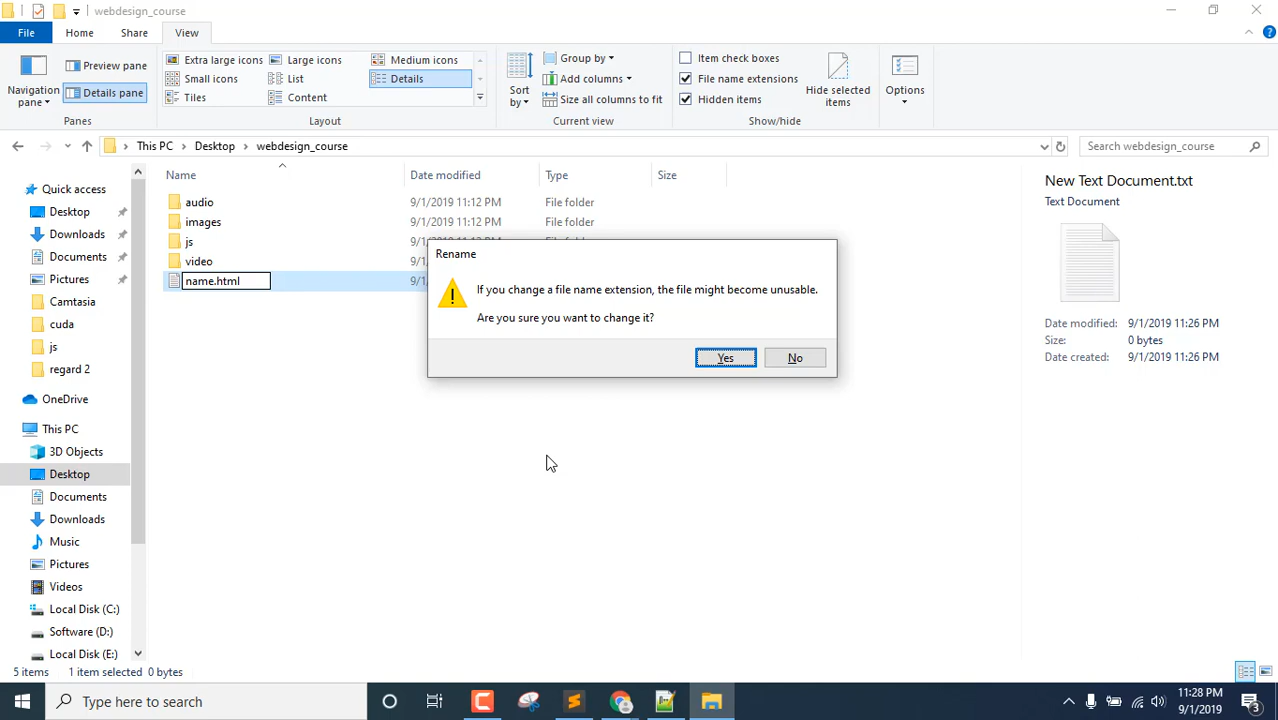 webdesign_course
File Home Share View
Navigation pane
Preview pane
Details pane
Panes
Extra large icons Large icons Medium icons
Small icons List Details
Tiles Content
Layout
Sort by
Group by
Add columns
Size all columns to fit
Current view
Item check boxes
File name extensions
Hidden items
Hide selected items
Show/hide
Options
This PC Desktop webdesign_course
Search webdesign_course
Quick access
Desktop
Downloads
Documents
Pictures
Camtasia
cuda
js
regard 2
OneDrive
This PC
3D Objects
Desktop
Documents
Downloads
Music
Pictures
Videos
Local Disk (C:)
Software (D:)
Local Disk (E:)
Name Date modified Type Size
audio 9/1/2019 11:12 PM File folder
images 9/1/2019 11:12 PM File folder
js
video
name.html
Rename
If you change a file name extension, the file might become unusable.
Are you sure you want to change it?
Yes No
New Text Document.txt
Text Document
Date modified: 9/1/2019 11:26 PM
Size: 0 bytes
Date created: 9/1/2019 11:26 PM
5 items 1 item selected 0 bytes
Type here to search
11:28 PM
9/1/2019
3